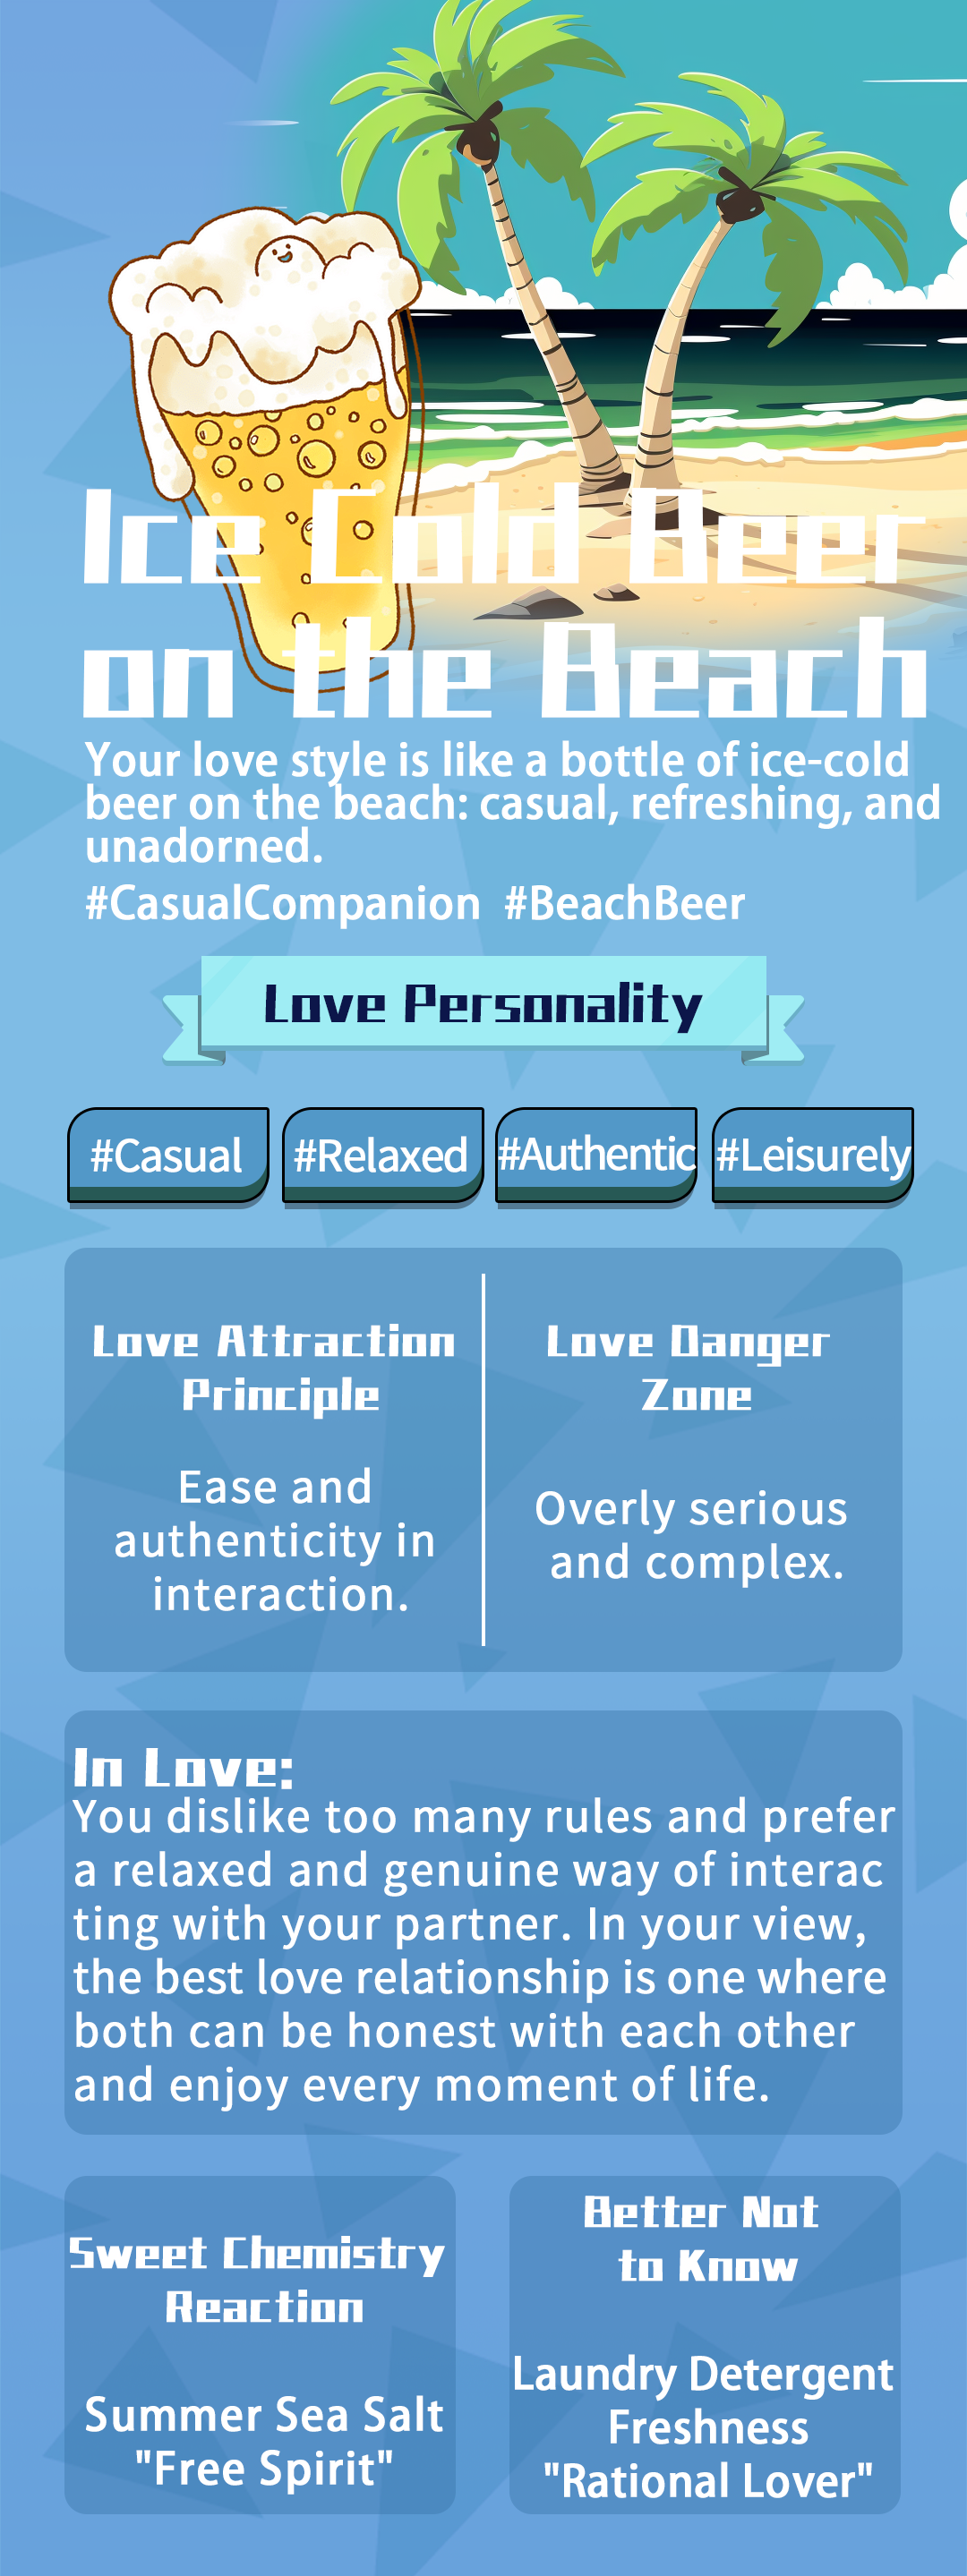 Ice Cold Beer
on the Beach
Your love style is like a bottle of ice-cold
beer on the beach: casual, refreshing, and
unadorned.
#CasualCompanion #BeachBeer
Love Personality
#Casual #Relaxed #Authentic #Leisurely
Love Attraction
Principle
Ease and
authenticity in
interaction.
Love Danger
Zone
Overly serious
and complex.
In Love:
You dislike too many rules and prefer
a relaxed and genuine way of interac
ting with your partner. In your view,
the best love relationship is one where
both can be honest with each other
and enjoy every moment of life.
Sweet Chemistry
Reaction
Summer Sea Salt
"Free Spirit"
Better Not
to Know
Laundry Detergent
Freshness
"Rational Lover"